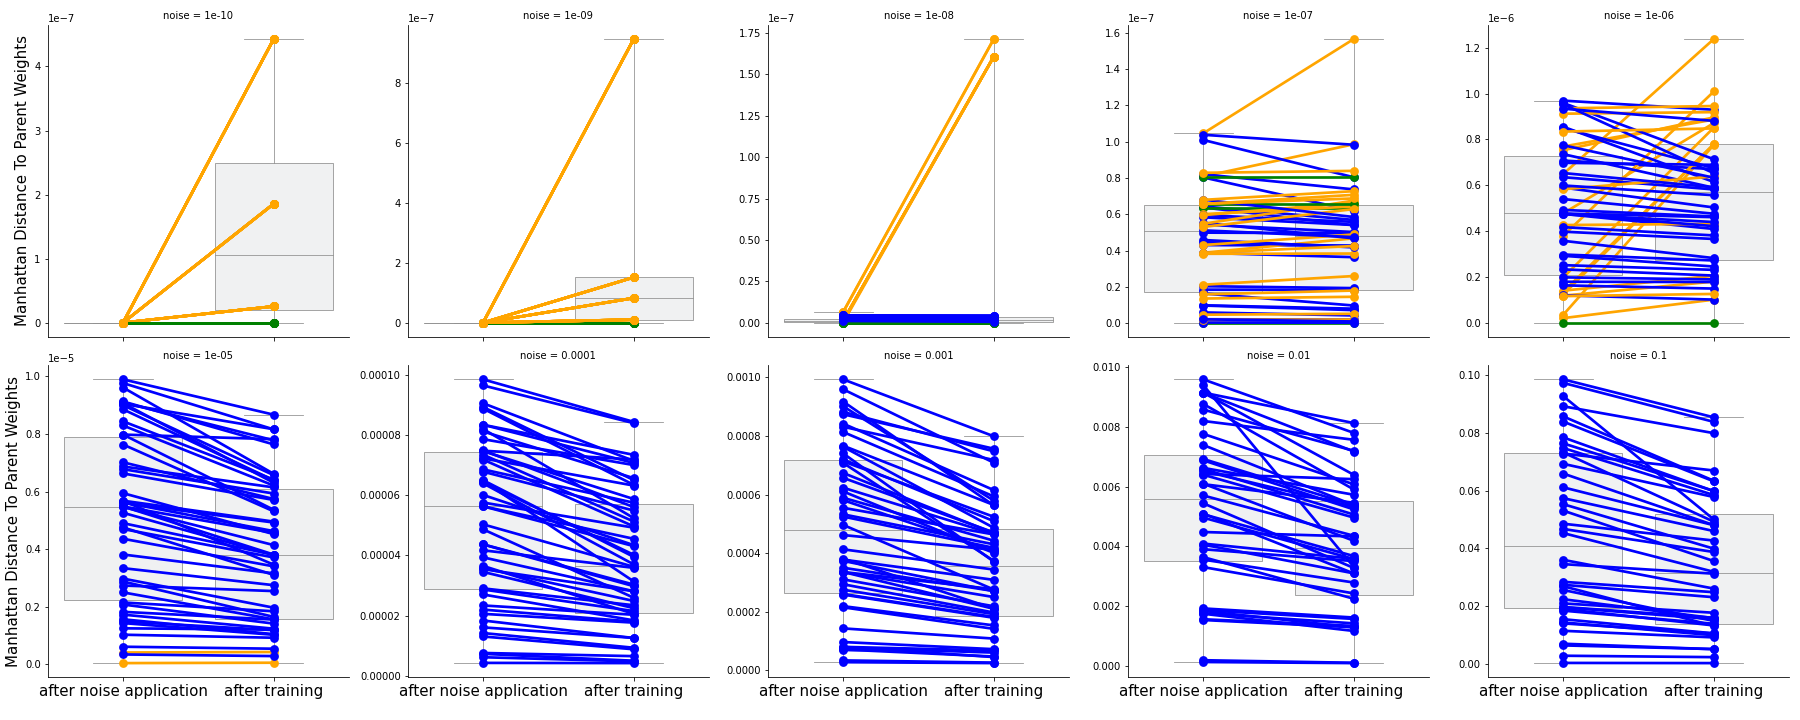 noise = 1e-10
noise = 1e-09
noise = 1e-08
noise = 1e-07
noise = 1e-06
1e−7
1e−7
1e−7
1e−7
1e−6
Manhattan Distance To Parent Weights
4
3
2
1
0
8
6
4
2
0
1.75
1.50
1.25
1.00
0.75
0.50
0.25
0.00
1.6
1.4
1.2
1.0
0.8
0.6
0.4
0.2
0.0
1.2
1.0
0.8
0.6
0.4
0.2
0.0
noise = 1e-05
noise = 0.0001
noise = 0.001
noise = 0.01
noise = 0.1
1e−5
Manhattan Distance To Parent Weights
1.0
0.8
0.6
0.4
0.2
0.0
0.00010
0.00008
0.00006
0.00004
0.00002
0.00000
0.0010
0.0008
0.0006
0.0004
0.0002
0.0000
0.010
0.008
0.006
0.004
0.002
0.000
0.10
0.08
0.06
0.04
0.02
0.00
after noise application after training
after noise application after training
after noise application after training
after noise application after training
after noise application after training